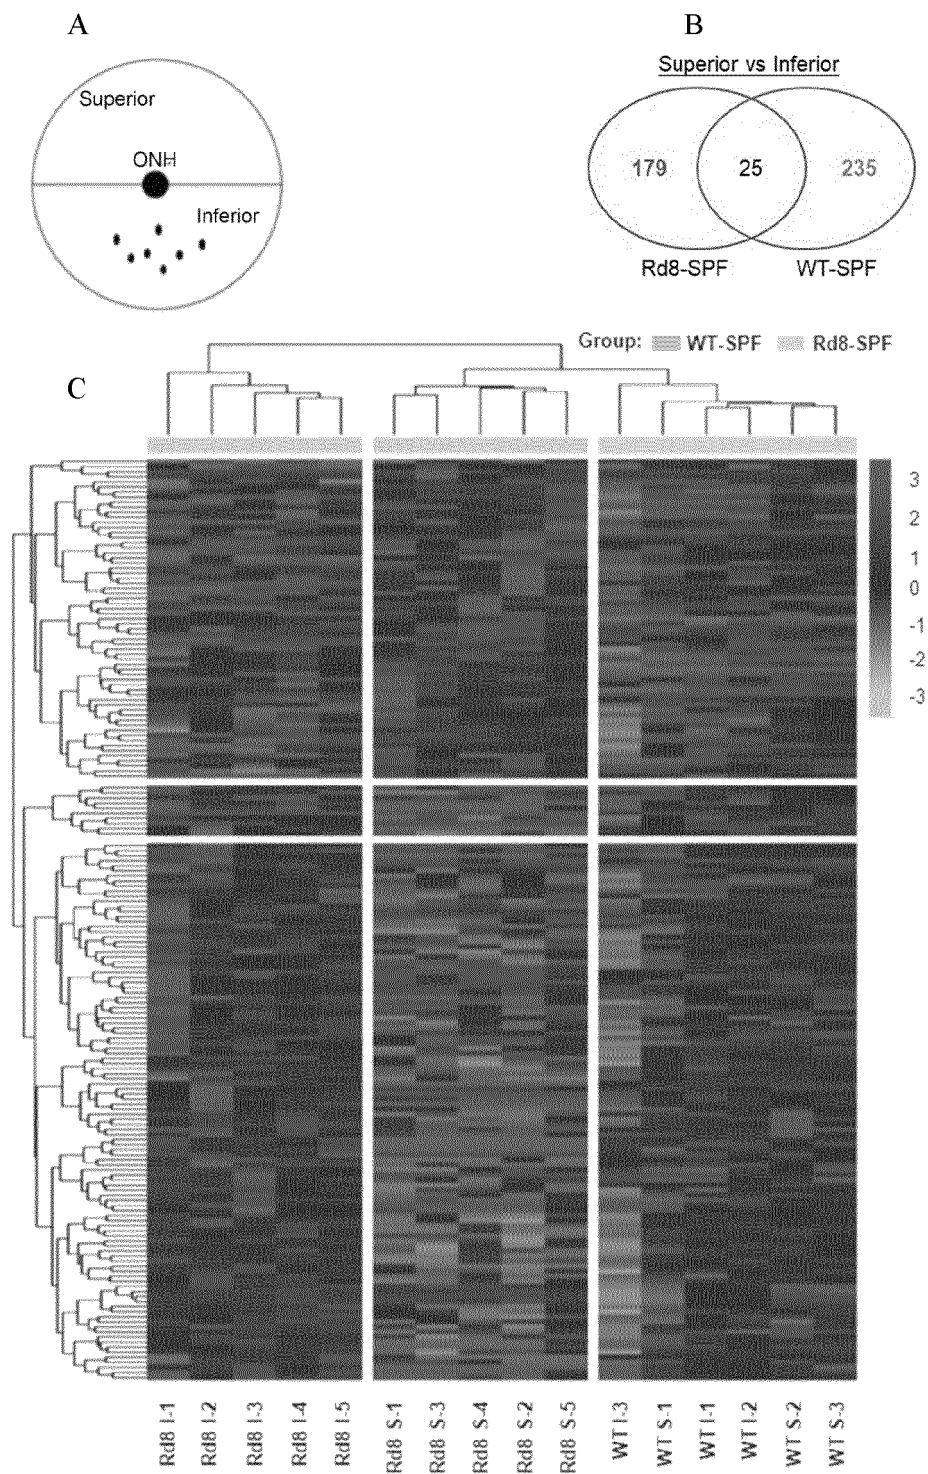 A
Superior
ONH
Inferior
B
Superior vs Inferior
179
25
235
Rd8-SPF
WT-SPF
C
Group: WT-SPF Rd8-SPF
3
2
1
0
-1
-2
-3
Rd8 I-1
Rd8 I-2
Rd8 I-3
Rd8 I-4
Rd8 I-5
Rd8 S-1
Rd8 S-3
Rd8 S-4
Rd8 S-2
Rd8 S-5
WT I-3
WT S-1
WT I-1
WT I-2
WT S-2
WT S-3